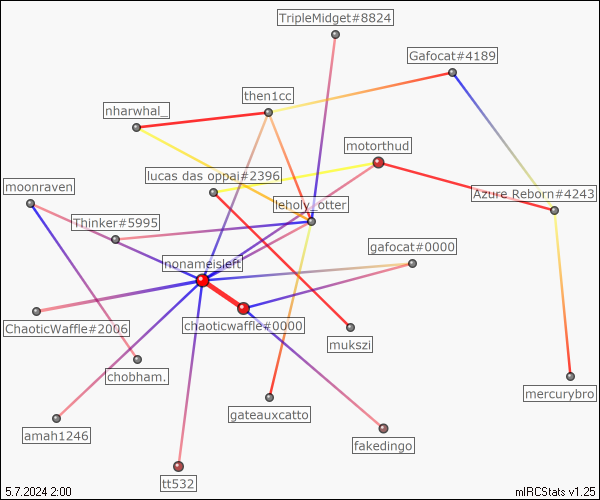 TripleMidget#8824
Gafocat#4189
then1cc
nharwhal_
motorthud
lucas das oppai#2396
moonraven
Azure Reborn#4243
leholy_otter
Thinker#5995
gafocat#0000
nonameisleft
chaoticwaffle#0000
ChaoticWaffle#2006
mukszi
chobham.
mercurybro
gateauxcatto
amah1246
fakedingo
tt532
5.7.2024 2:00
mIRCStats v1.25